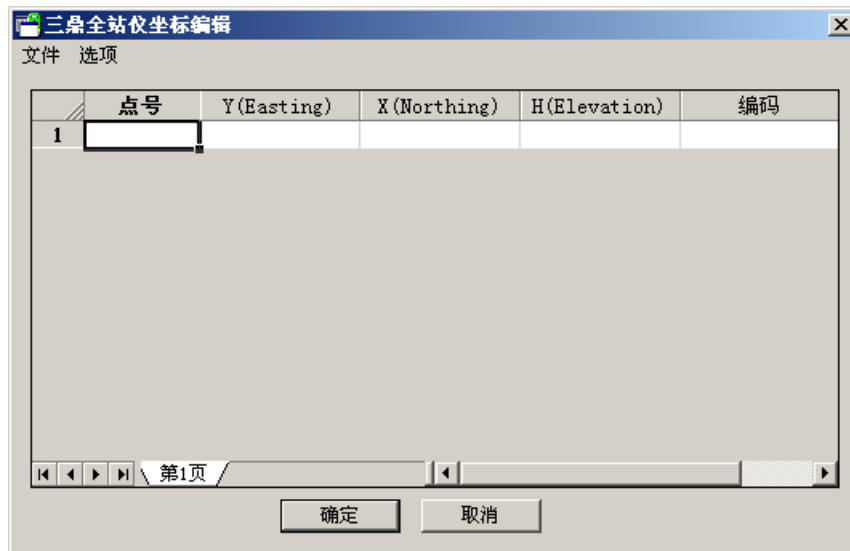 三鼎全站仪坐标编辑
文件 选项
点号 Y(Easting) X(Northing) H(Elevation) 编码
1
第1页
确定 取消